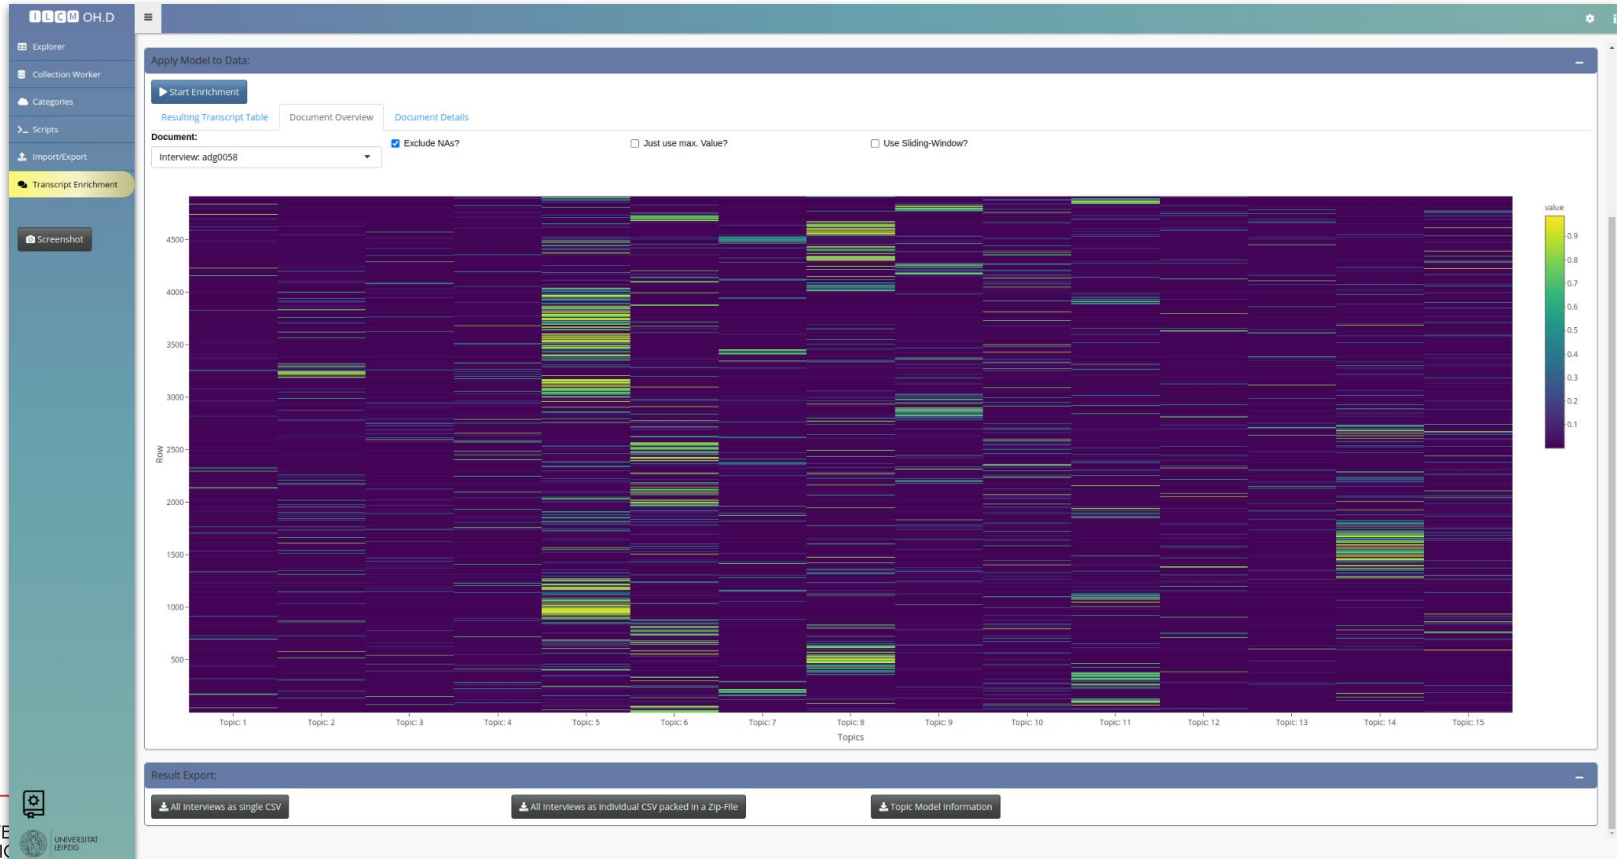 ILCM OH.D
Explorer
Collection Worker
Categories
Scripts
Import/Export
Transcript Enrichment
Screenshot
Apply Model to Data:
Start Enrichment
Resulting Transcript Table Document Overview Document Details
Document:
Exclude NAs? Just use max. Value? Use Sliding-Window?
Interview: adg0058
value
0.9
0.8
0.7
0.6
0.5
0.4
0.3
0.2
0.1
Row
4500
4000
3500
3000
2500
2000
1500
1000
500
Topic: 1 Topic: 2 Topic: 3 Topic: 4 Topic: 5 Topic: 6 Topic: 7 Topic: 8 Topic: 9 Topic: 10 Topic: 11 Topic: 12 Topic: 13 Topic: 14 Topic: 15
Topics
Result Export:
All Interviews as single CSV All Interviews as Individual CSV packed in a Zip-File Topic Model Information
UNIVERSITÄT
LEIPZIG